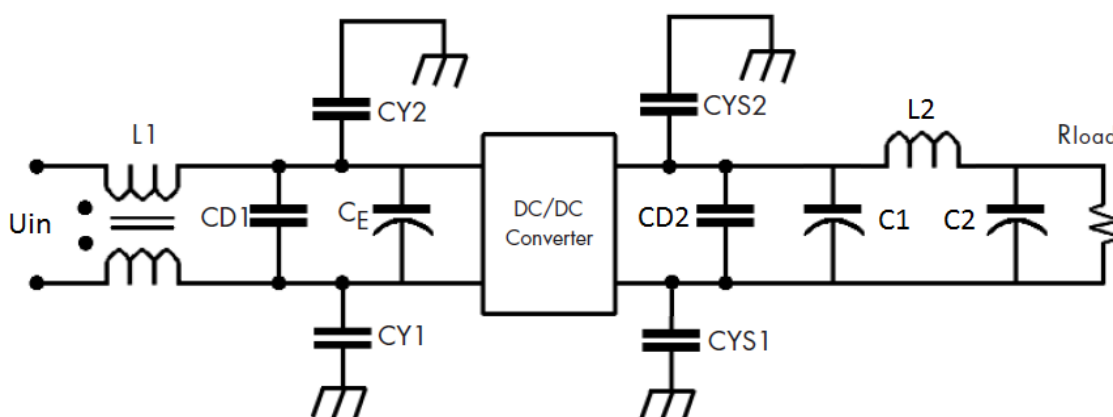 CY2
CYS2
L1
L2
Rload
Uin
CD1
CE
DC/DC
Converter
CD2
C1
C2
CY1
CYS1